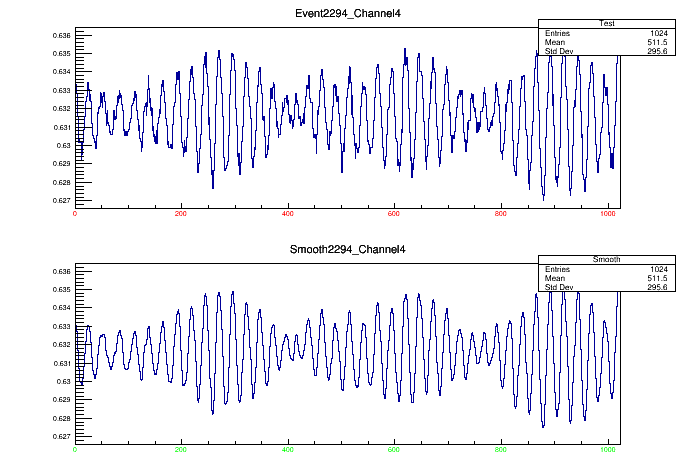 Event2294_Channel4
Test
Entries 1024
Mean 511.5
Std Dev 295.6
0.636
0.635
0.634
0.633
0.632
0.631
0.63
0.629
0.628
0.627
0 200 400 600 800 1000
Smooth2294_Channel4
Smooth
Entries 1024
Mean 511.5
Std Dev 295.6
0.636
0.635
0.634
0.633
0.632
0.631
0.63
0.629
0.628
0.627
0 200 400 600 800 1000